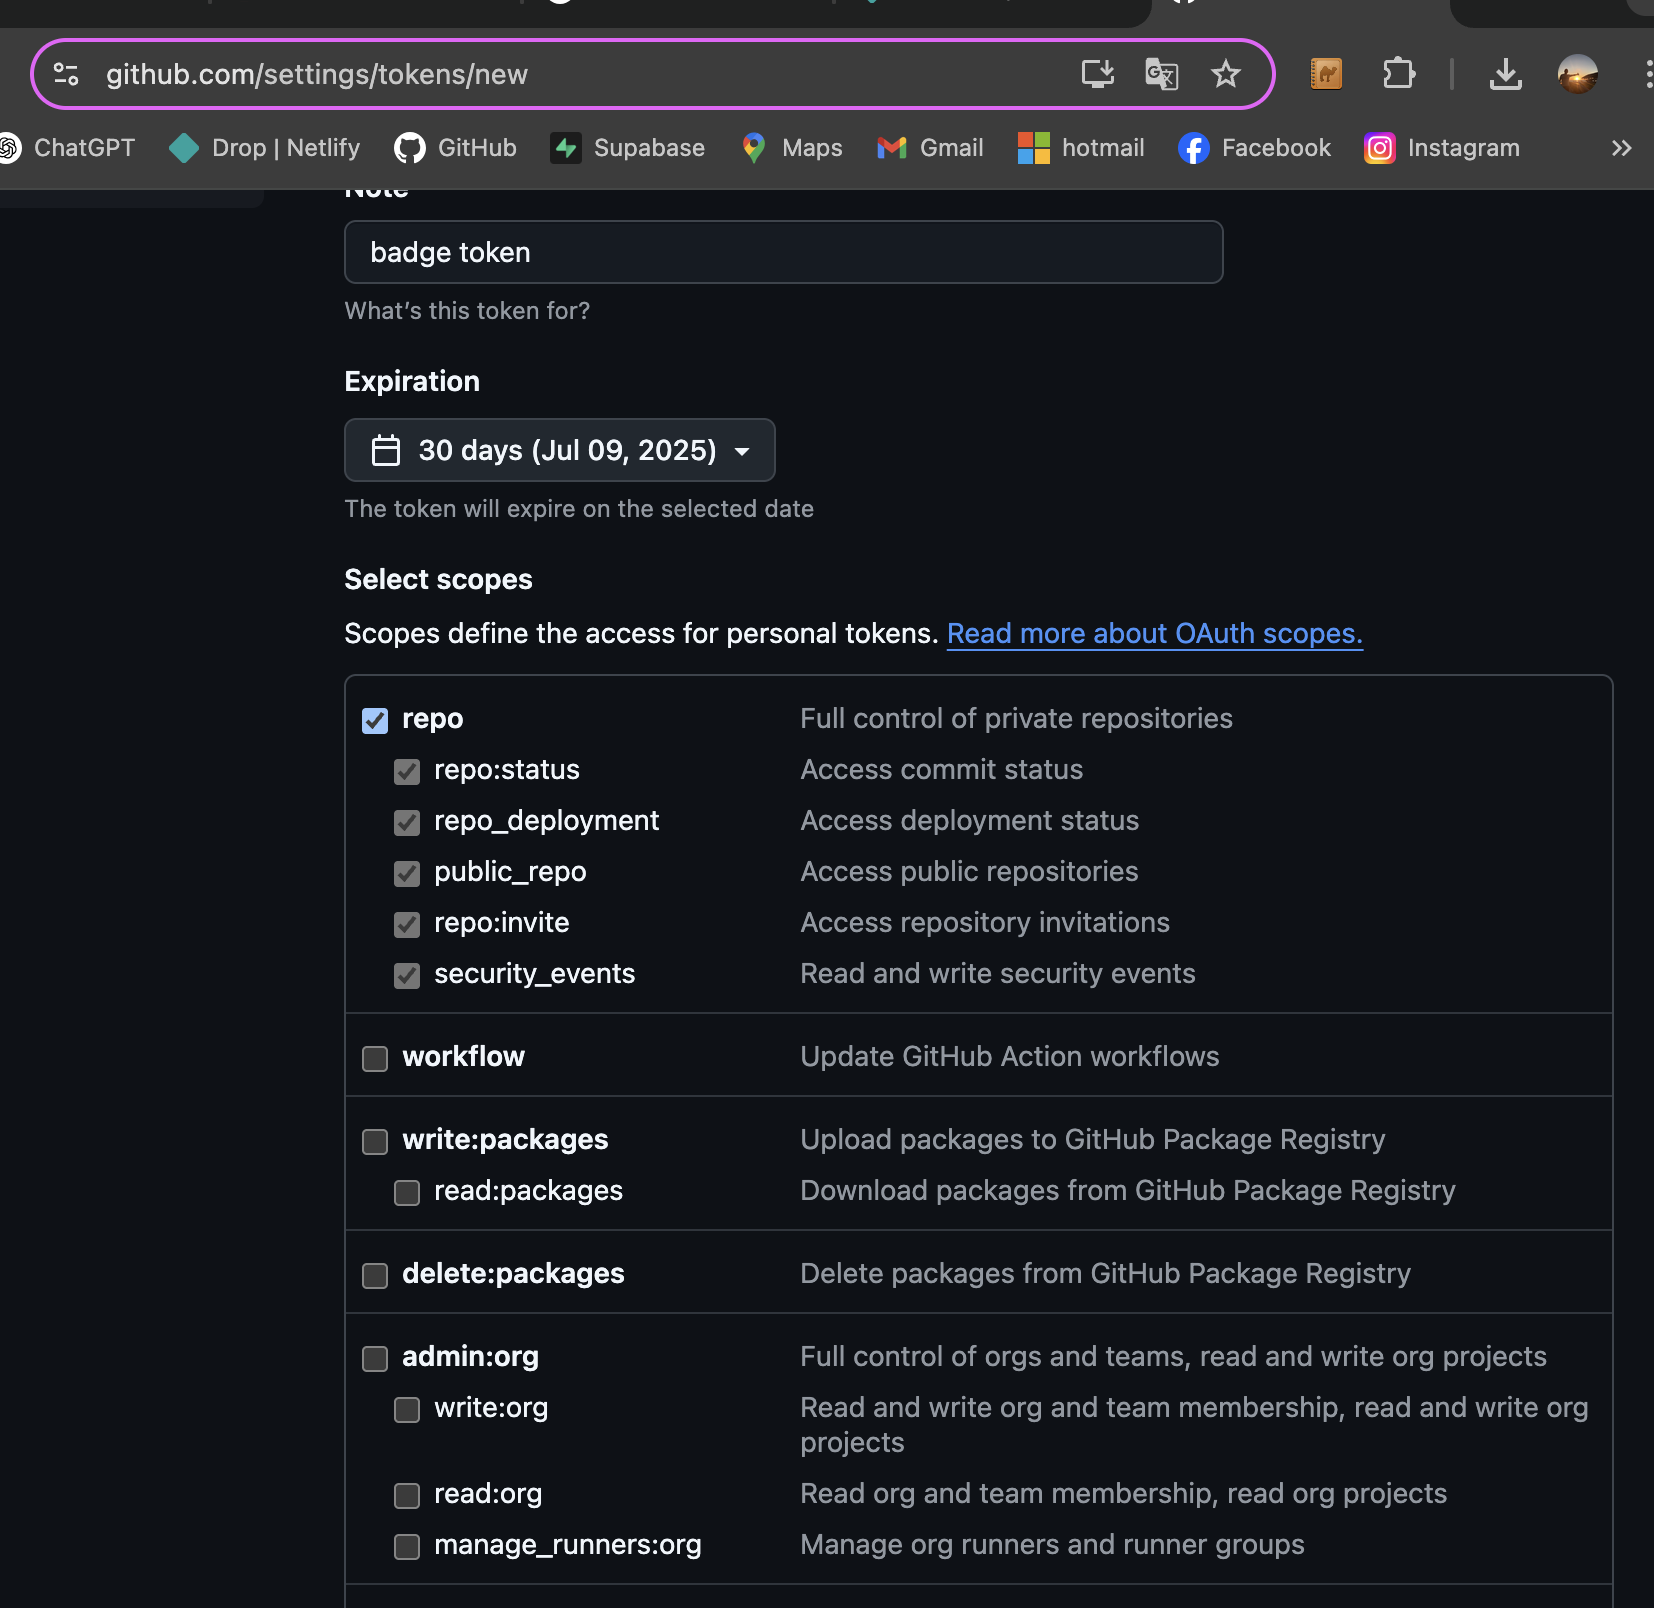 github.com/settings/tokens/new
ChatGPT
Drop | Netlify
GitHub
Supabase
Maps
Gmail
hotmail
Facebook
Instagram
Note
badge token
What's this token for?
Expiration
30 days (Jul 09, 2025)
The token will expire on the selected date
Select scopes
Scopes define the access for personal tokens. Read more about OAuth scopes.
repo Full control of private repositories
repo:status Access commit status
repo_deployment Access deployment status
public_repo Access public repositories
repo:invite Access repository invitations
security_events Read and write security events
workflow Update GitHub Action workflows
write:packages Upload packages to GitHub Package Registry
read:packages Download packages from GitHub Package Registry
delete:packages Delete packages from GitHub Package Registry
admin:org Full control of orgs and teams, read and write org projects
write:org Read and write org and team membership, read and write org
projects
read:org Read org and team membership, read org projects
manage_runners:org Manage org runners and runner groups